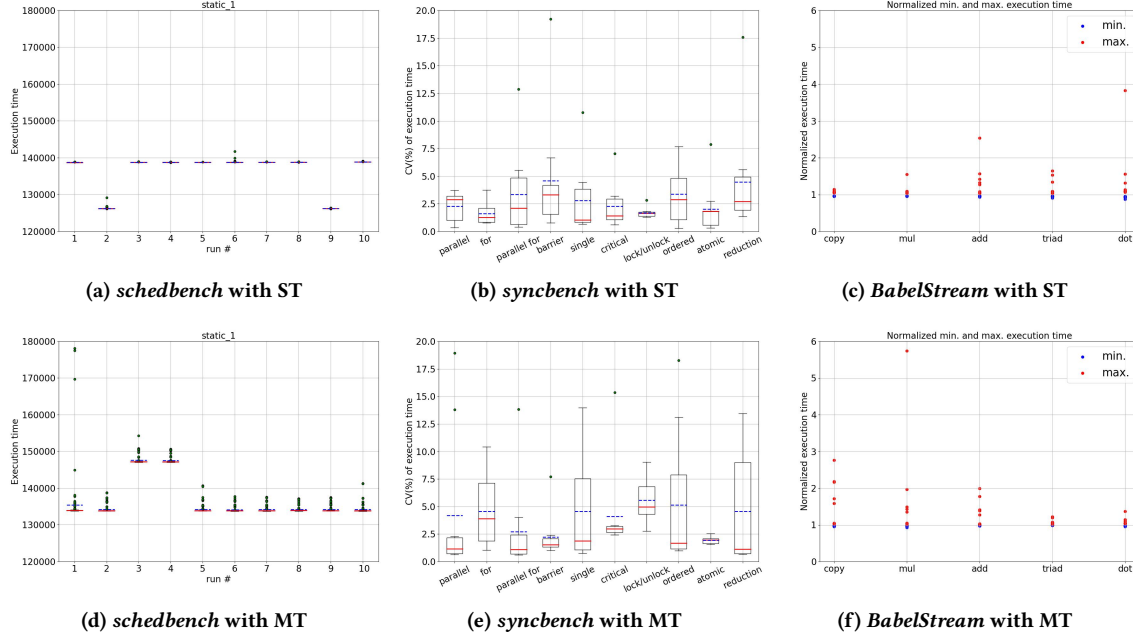 static_1
180000
170000
160000
150000
140000
130000
120000
Execution time
1 2 3 4 5 6 7 8 9 10
run #
(a) schedbench with ST
20.0
17.5
15.0
12.5
10.0
7.5
5.0
2.5
0.0
CV(%) of execution time
parallel for parallel for barrier single critical lock/unlock ordered atomic reduction
(b) syncbench with ST
Normalized min. and max. execution time
6
5
4
3
2
1
0
Normalized execution time
min.
max.
copy mul add triad dot
(c) BabelStream with ST
static_1
180000
170000
160000
150000
140000
130000
120000
Execution time
1 2 3 4 5 6 7 8 9 10
run #
(d) schedbench with MT
20.0
17.5
15.0
12.5
10.0
7.5
5.0
2.5
0.0
CV(%) of execution time
parallel for parallel for barrier single critical lock/unlock ordered atomic reduction
(e) syncbench with MT
Normalized min. and max. execution time
6
5
4
3
2
1
0
Normalized execution time
min.
max.
copy mul add triad dot
(f) BabelStream with MT